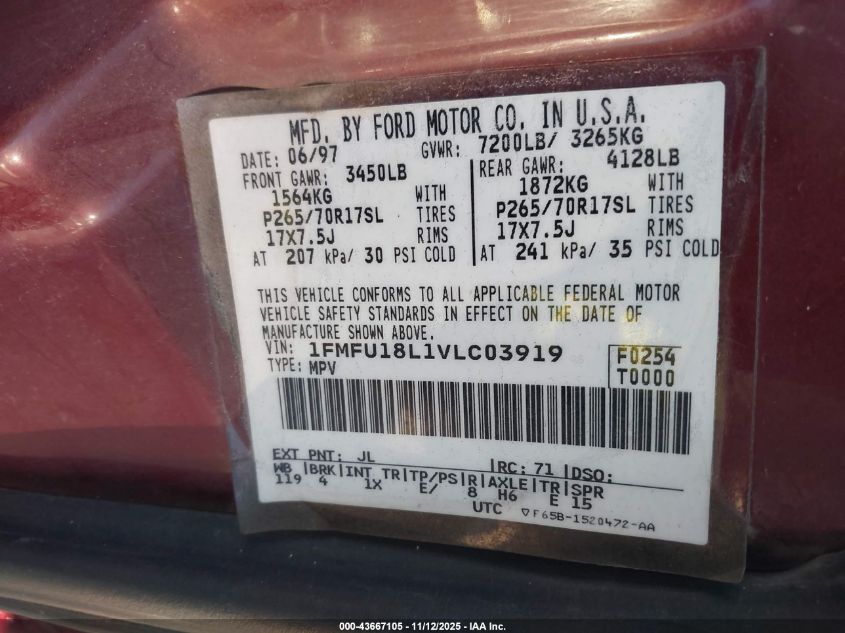 MFD. BY FORD MOTOR CO. IN U.S.A.
DATE: 06/97 GVWR: 7200LB/ 3265KG
FRONT GAWR: 3450LB REAR GAWR: 4128LB
1564KG WITH 1872KG WITH
P265/70R17SL TIRES P265/70R17SL TIRES
17X7.5J RIMS 17X7.5J RIMS
AT 207 kPa/ 30 PSI COLD AT 241 kPa/ 35 PSI COLD
THIS VEHICLE CONFORMS TO ALL APPLICABLE FEDERAL MOTOR
VEHICLE SAFETY STANDARDS IN EFFECT ON THE DATE OF
MANUFACTURE SHOWN ABOVE.
VIN: 1FMFU18L1VLC03919 F0254
TYPE: MPV T0000
EXT PNT: JL RC: 71 DSO:
WB BRK INT TR TP/PS R AXLE TR SPR
119 4 1X E/ 8 H6 E 15
UTC ▽F65B-1520472-AA
000-43667105 - 11/12/2025 - IAA Inc.